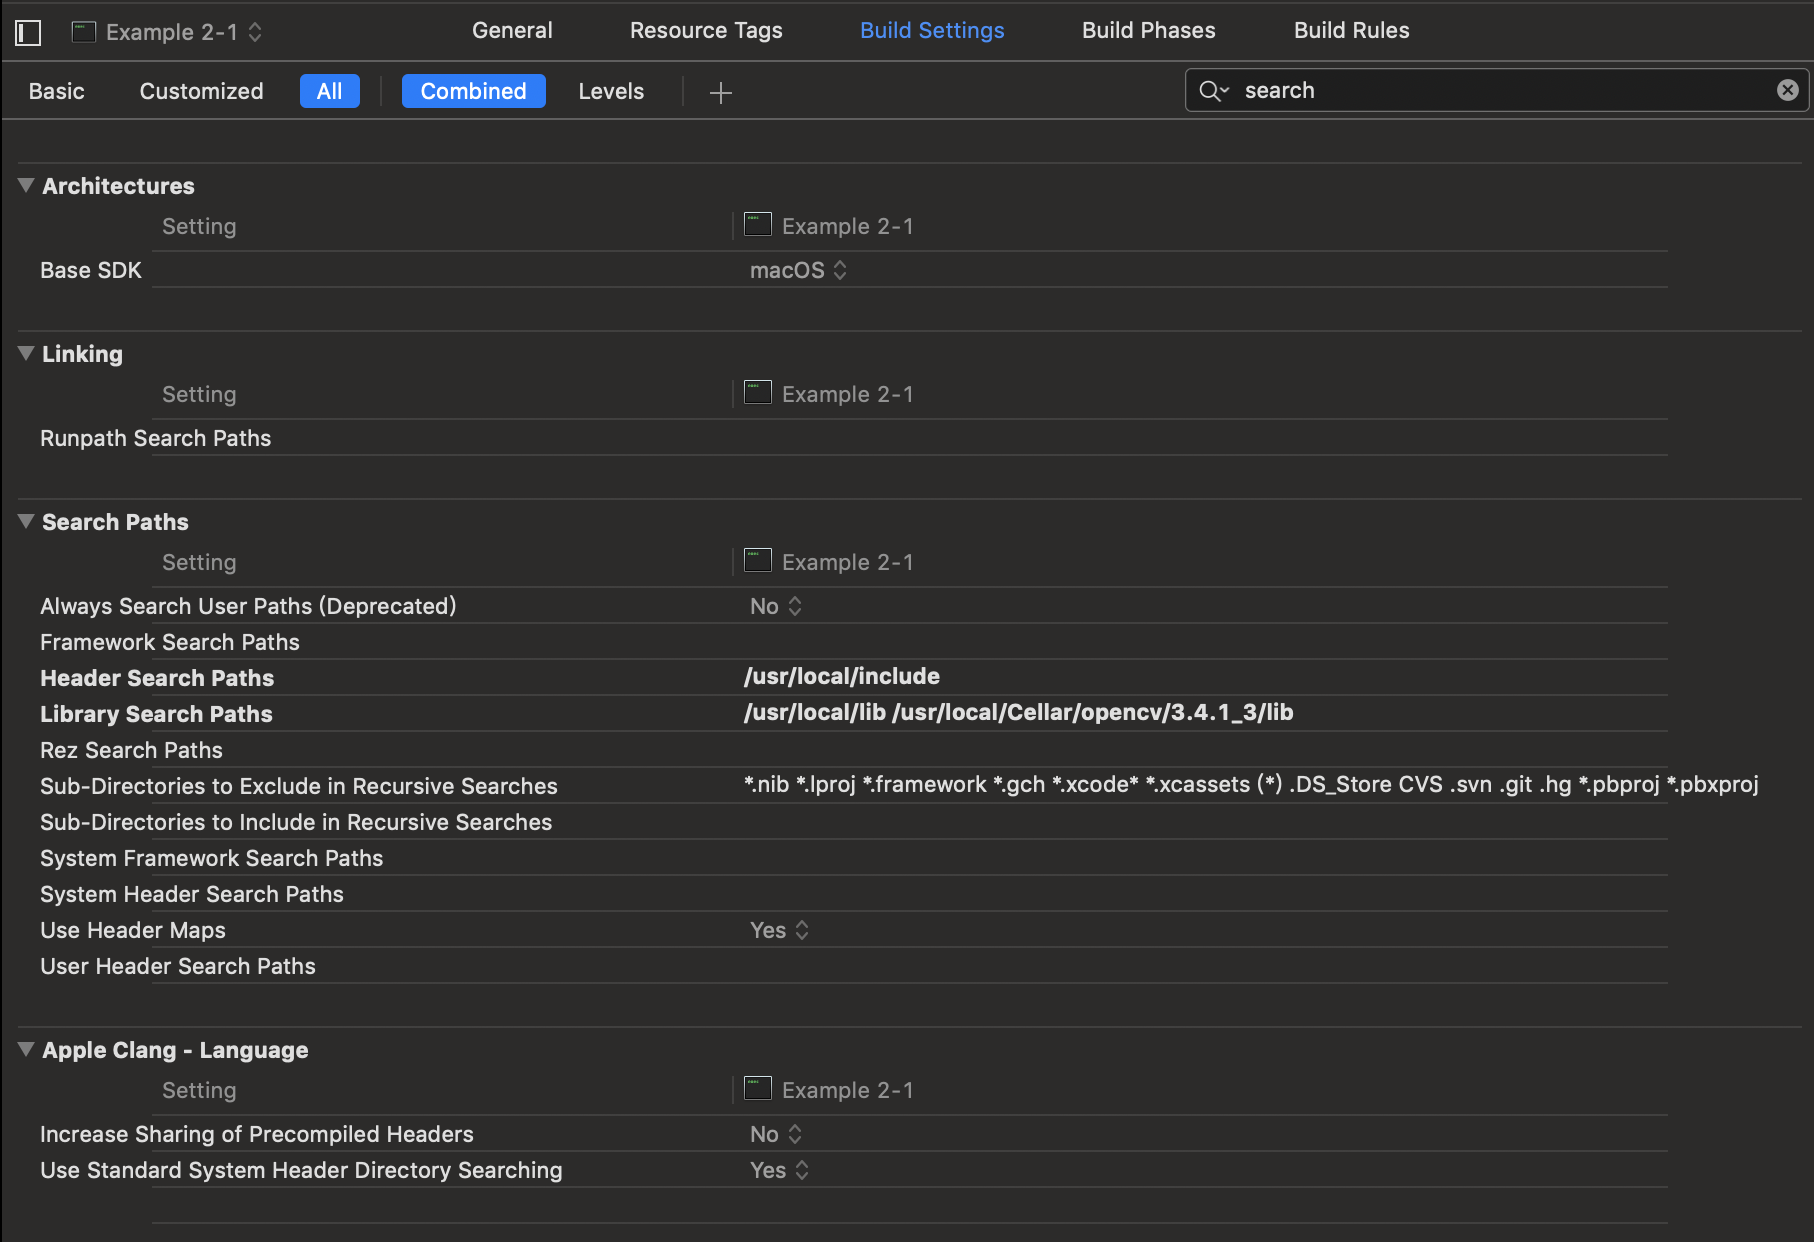 Example 2-1
General
Resource Tags
Build Settings
Build Phases
Build Rules
Basic
Customized
All
Combined
Levels
search
Architectures
Setting
Example 2-1
Base SDK
macOS
Linking
Setting
Example 2-1
Runpath Search Paths
Search Paths
Setting
Example 2-1
Always Search User Paths (Deprecated)
No
Framework Search Paths
Header Search Paths
/usr/local/include
Library Search Paths
/usr/local/lib /usr/local/Cellar/opencv/3.4.1_3/lib
Rez Search Paths
Sub-Directories to Exclude in Recursive Searches
*.nib *.lproj *.framework *.gch *.xcode* *.xcassets (*) .DS_Store CVS .svn .git .hg *.pbproj *.pbxproj
Sub-Directories to Include in Recursive Searches
System Framework Search Paths
System Header Search Paths
Use Header Maps
Yes
User Header Search Paths
Apple Clang - Language
Setting
Example 2-1
Increase Sharing of Precompiled Headers
No
Use Standard System Header Directory Searching
Yes